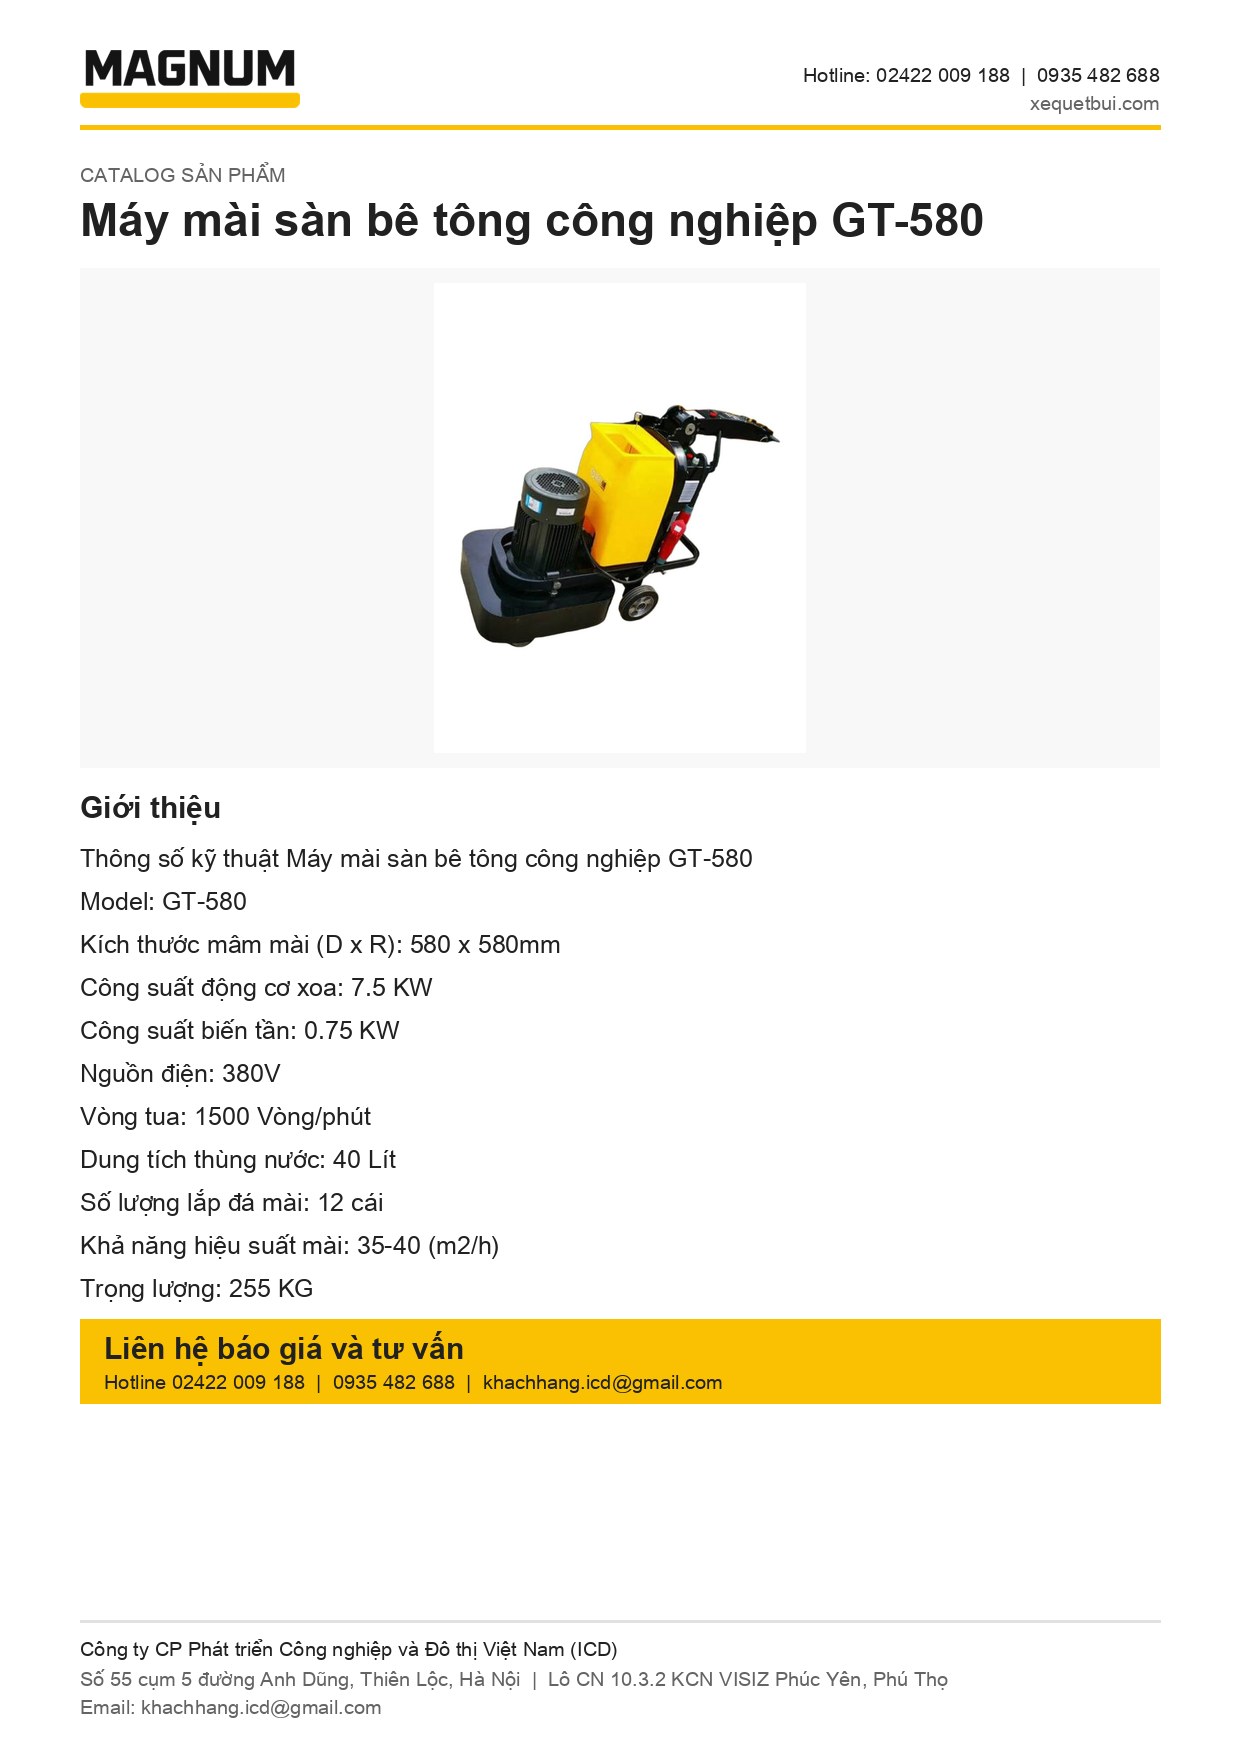 MAGNUM
Hotline: 02422 009 188 | 0935 482 688
xequetbui.com
CATALOG SẢN PHẨM
Máy mài sàn bê tông công nghiệp GT-580
Giới thiệu
Thông số kỹ thuật Máy mài sàn bê tông công nghiệp GT-580
Model: GT-580
Kích thước mâm mài (D x R): 580 x 580mm
Công suất động cơ xoa: 7.5 KW
Công suất biến tần: 0.75 KW
Nguồn điện: 380V
Vòng tua: 1500 Vòng/phút
Dung tích thùng nước: 40 Lít
Số lượng lắp đá mài: 12 cái
Khả năng hiệu suất mài: 35-40 (m2/h)
Trọng lượng: 255 KG
Liên hệ báo giá và tư vấn
Hotline 02422 009 188 | 0935 482 688 | khachhang.icd@gmail.com
Công ty CP Phát triển Công nghiệp và Đô thị Việt Nam (ICD)
Số 55 cụm 5 đường Anh Dũng, Thiên Lộc, Hà Nội | Lô CN 10.3.2 KCN VISIZ Phúc Yên, Phú Thọ
Email: khachhang.icd@gmail.com